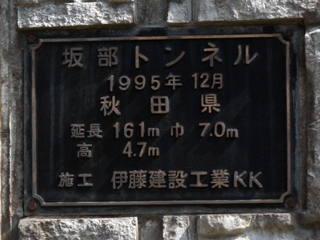 坂部トンネル
1995年 12月
秋田県
延長 161m 巾 7.0m
高 4.7m
施工 伊藤建設工業KK